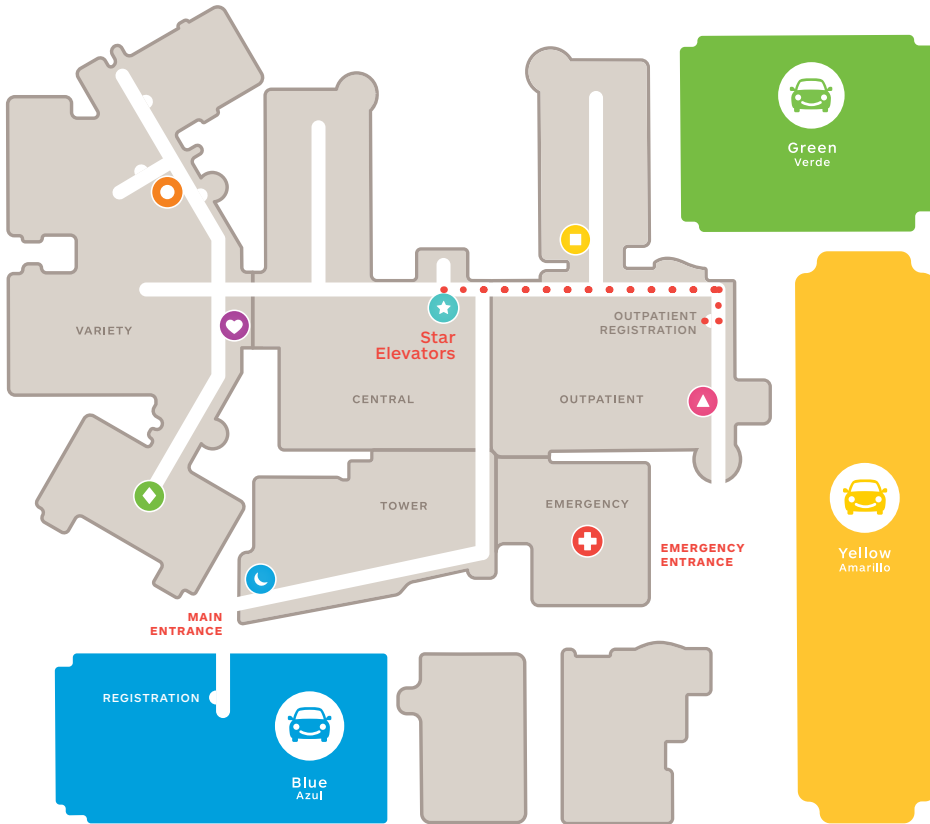 Green
Verde
OUTPATIENT
REGISTRATION
VARIETY
Star
Elevators
CENTRAL
OUTPATIENT
TOWER
EMERGENCY
EMERGENCY
ENTRANCE
Yellow
Amarillo
MAIN
ENTRANCE
REGISTRATION
Blue
Azul